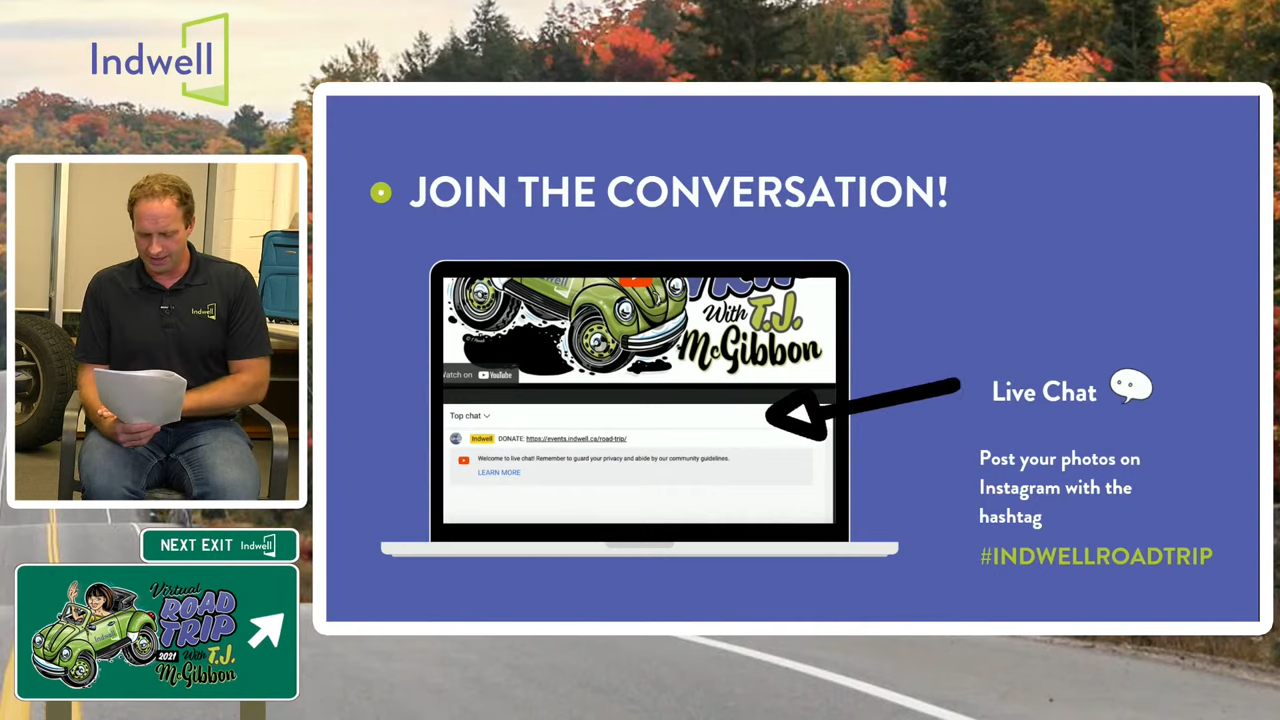 Indwell
JOIN THE CONVERSATION!
With T.J.
McGibbon
Watch on YouTube
Top chat
Indwell DONATE: https://events.indwell.ca/road-trip/
Welcome to live chat! Remember to guard your privacy and abide by our community guidelines.
LEARN MORE
Live Chat
Post your photos on
Instagram with the
hashtag
#INDWELLROADTRIP
Indwell
NEXT EXIT Indwell
Virtual
ROAD
TRIP
2021 With T.J.
McGibbon
Indwell